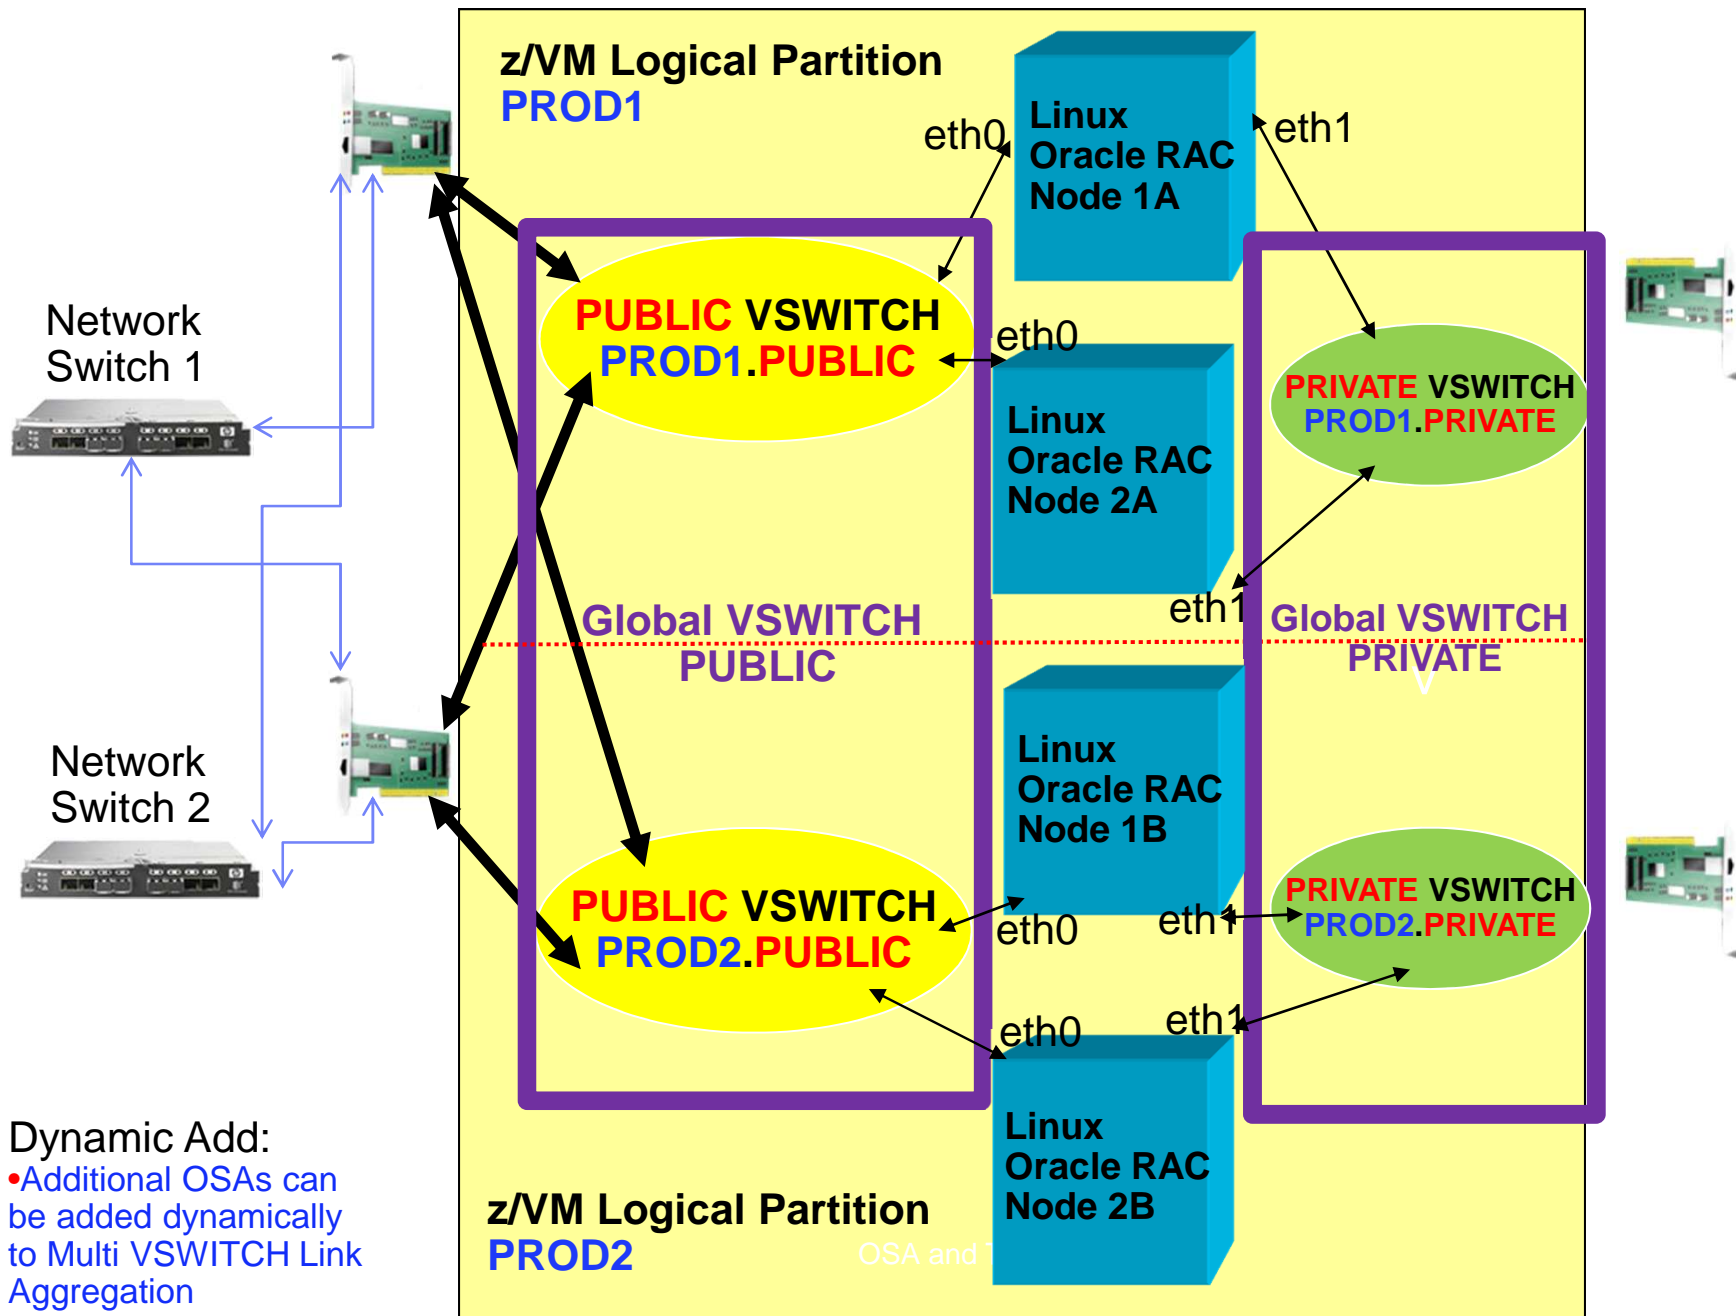 z/VM Logical Partition
PROD1
eth0
Linux
Oracle RAC
Node 1A
eth1
Network
Switch 1
PUBLIC VSWITCH
PROD1.PUBLIC
eth0
Linux
Oracle RAC
Node 2A
PRIVATE VSWITCH
PROD1.PRIVATE
eth1
Global VSWITCH
PUBLIC
Global VSWITCH
PRIVATE
V
Network
Switch 2
Linux
Oracle RAC
Node 1B
PUBLIC VSWITCH
PROD2.PUBLIC
eth0
eth1
PRIVATE VSWITCH
PROD2.PRIVATE
eth0
eth1
Linux
Oracle RAC
Node 2B
Dynamic Add:
•Additional OSAs can
be added dynamically
to Multi VSWITCH Link
Aggregation
z/VM Logical Partition
PROD2
OSA and